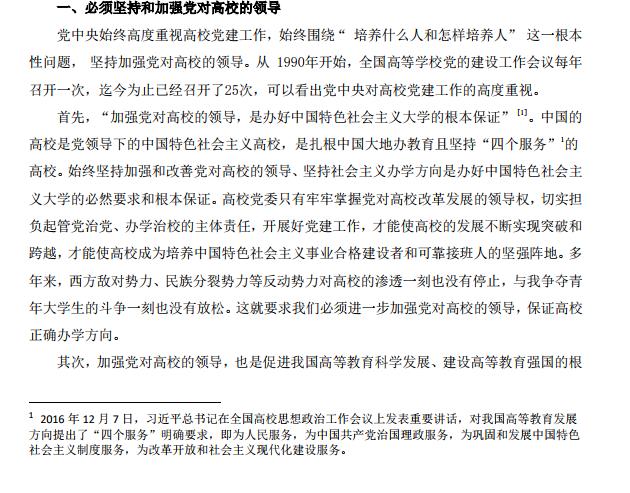 一、必须坚持和加强党对高校的领导
党中央始终高度重视高校党建工作，始终围绕“ 培养什么人和怎样培养人” 这一根本
性问题， 坚持加强党对高校的领导。从 1990年开始，全国高等学校党的建设工作会议每年
召开一次，迄今为止已经召开了25次，可以看出党中央对高校党建工作的高度重视。
首先，“加强党对高校的领导，是办好中国特色社会主义大学的根本保证” [1]。中国的
高校是党领导下的中国特色社会主义高校，是扎根中国大地办教育且坚持“四个服务”1的
高校。始终坚持加强和改善党对高校的领导、坚持社会主义办学方向是办好中国特色社会主
义大学的必然要求和根本保证。高校党委只有牢牢掌握党对高校改革发展的领导权，切实担
负起管党治党、办学治校的主体责任，开展好党建工作，才能使高校的发展不断实现突破和
跨越，才能使高校成为培养中国特色社会主义事业合格建设者和可靠接班人的坚强阵地。多
年来，西方敌对势力、民族分裂势力等反动势力对高校的渗透一刻也没有停止，与我争夺青
年大学生的斗争一刻也没有放松。这就要求我们必须进一步加强党对高校的领导，保证高校
正确办学方向。
其次，加强党对高校的领导，也是促进我国高等教育科学发展、建设高等教育强国的根
1 2016 年 12 月 7 日，习近平总书记在全国高校思想政治工作会议上发表重要讲话，对我国高等教育发展
方向提出了“四个服务”明确要求，即为人民服务，为中国共产党治国理政服务，为巩固和发展中国特色
社会主义制度服务，为改革开放和社会主义现代化建设服务。